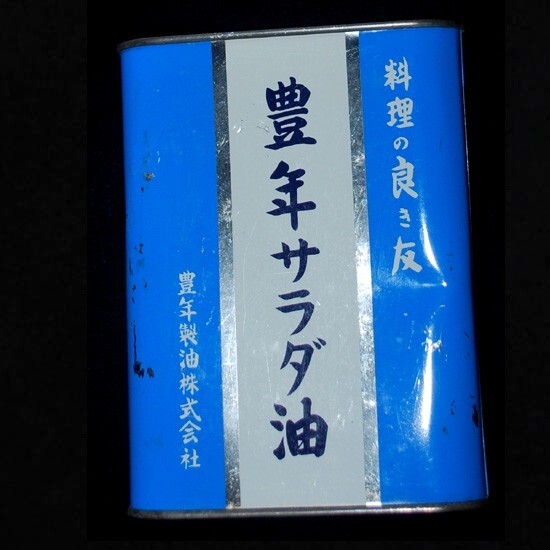 料理の良き友
豊年サラダ油
豊年製油株式会社